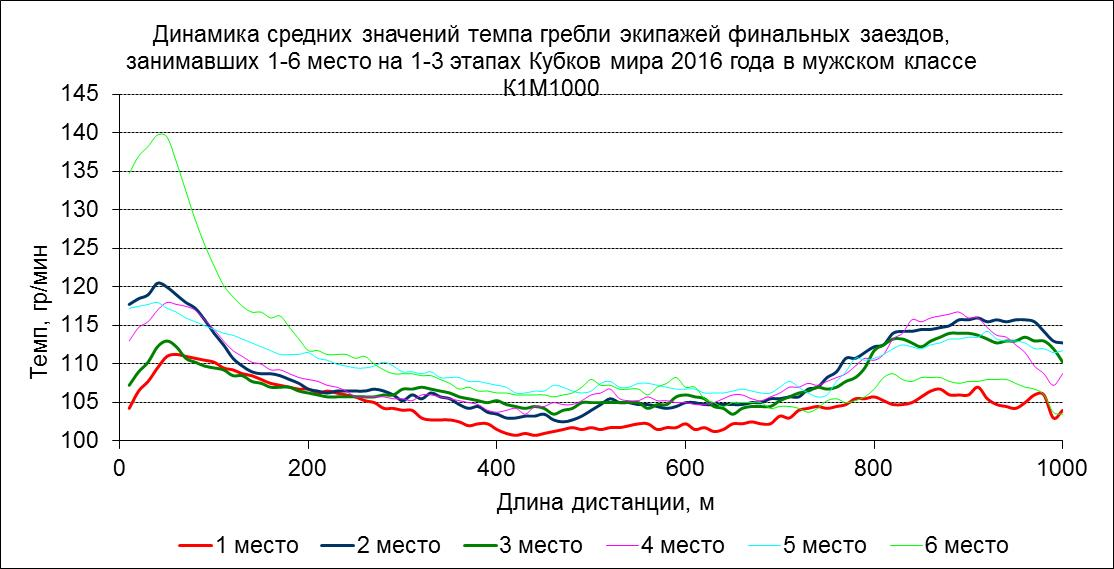 Динамика средних значений темпа гребли экипажей финальных заездов,
занимавших 1-6 место на 1-3 этапах Кубков мира 2016 года в мужском классе
К1М1000
145
140
135
130
125
120
115
110
105
100
Темп, гр/мин
0 200 400 600 800 1000
Длина дистанции, м
1 место 2 место 3 место 4 место 5 место 6 место